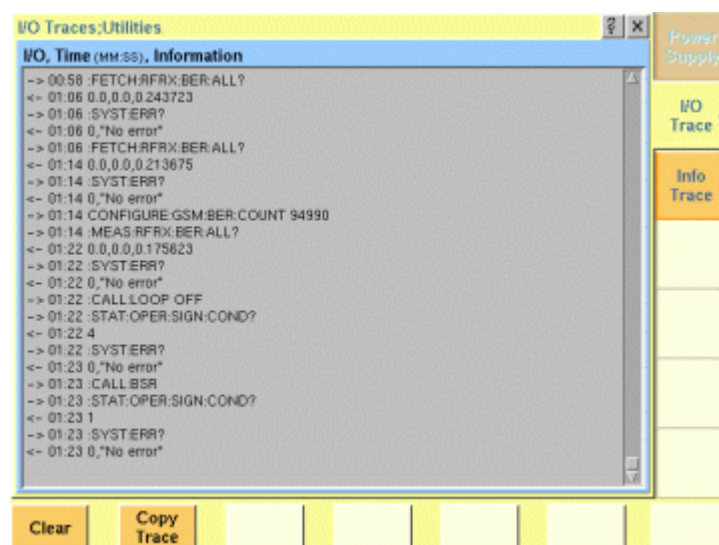 I/O Traces;Utilities
I/O, Time (MM:SS), Information
-> 00:58 :FETCH:RFRX:BER:ALL?
<- 01:06 0.0,0.0,0.243723
-> 01:06 :SYST:ERR?
<- 01:06 0,"No error"
-> 01:06 :FETCH:RFRX:BER:ALL?
<- 01:14 0.0,0.0,0.213675
-> 01:14 :SYST:ERR?
<- 01:14 0,"No error"
-> 01:14 CONFIGURE:GSM:BER:COUNT 94990
-> 01:14 :MEAS:RFRX:BER:ALL?
<- 01:22 0.0,0.0,0.175823
-> 01:22 :SYST:ERR?
<- 01:22 0,"No error"
-> 01:22 :CALL:LOOP OFF
-> 01:22 :STAT:OPER:SIGN:COND?
<- 01:22 4
-> 01:22 :SYST:ERR?
<- 01:23 0,"No error"
-> 01:23 :CALL:BSR
-> 01:23 :STAT:OPER:SIGN:COND?
<- 01:23 1
-> 01:23 :SYST:ERR?
<- 01:23 0,"No error"
Power
Supply
I/O
Trace
Info
Trace
Clear
Copy
Trace